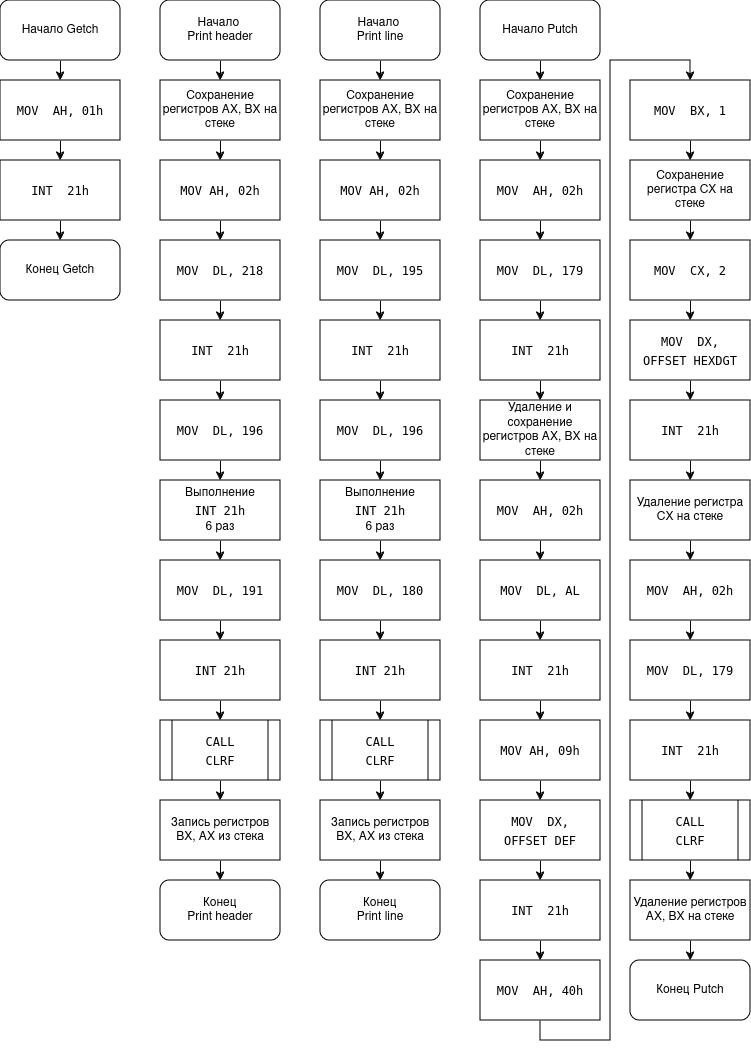 Начало Getch
MOV AH, 01h
INT 21h
Конец Getch
Начало
Print header
Сохранение
регистров AX, BX на
стеке
MOV AH, 02h
MOV DL, 218
INT 21h
MOV DL, 196
Выполнение
INT 21h
6 раз
MOV DL, 191
INT 21h
CALL
CLRF
Запись регистров
BX, AX из стека
Конец
Print header
Начало
Print line
Сохранение
регистров AX, BX на
стеке
MOV AH, 02h
MOV DL, 195
INT 21h
MOV DL, 196
Выполнение
INT 21h
6 раз
MOV DL, 180
INT 21h
CALL
CLRF
Запись регистров
BX, AX из стека
Конец
Print line
Начало Putch
Сохранение
регистров AX, BX на
стеке
MOV AH, 02h
MOV DL, 179
INT 21h
Удаление и
сохранение
регистров AX, BX на
стеке
MOV AH, 02h
MOV DL, AL
INT 21h
MOV AH, 09h
MOV DX,
OFFSET DEF
INT 21h
MOV AH, 40h
MOV BX, 1
Сохранение
регистра CX на
стеке
MOV CX, 2
MOV DX,
OFFSET HEXDGT
INT 21h
Удаление регистра
CX на стеке
MOV AH, 02h
MOV DL, 179
INT 21h
CALL
CLRF
Удаление регистров
AX, BX на стеке
Конец Putch